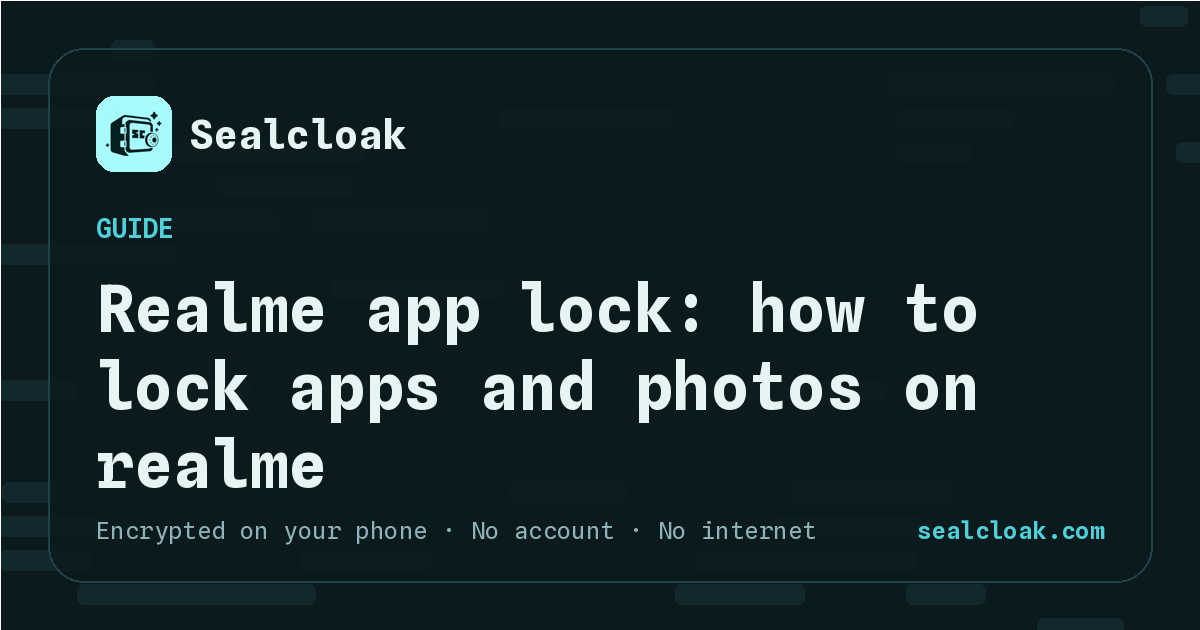 SC
Sealcloak
GUIDE
Realme app lock: how to
lock apps and photos on
realme
Encrypted on your phone · No account · No internet
sealcloak.com